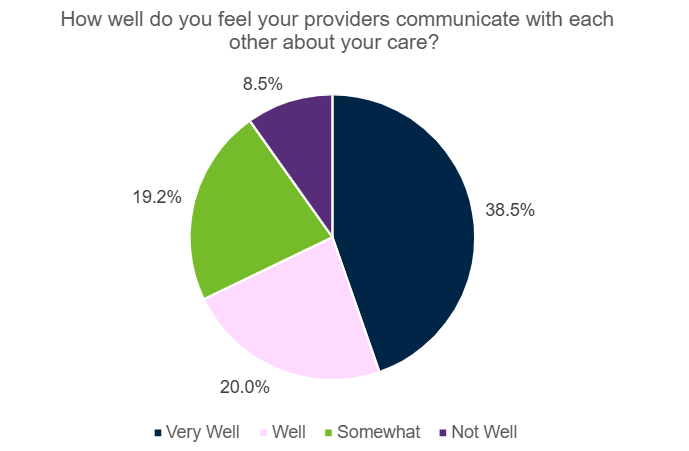 How well do you feel your providers communicate with each
other about your care?
8.5%
19.2%
38.5%
20.0%
Very Well Well Somewhat Not Well